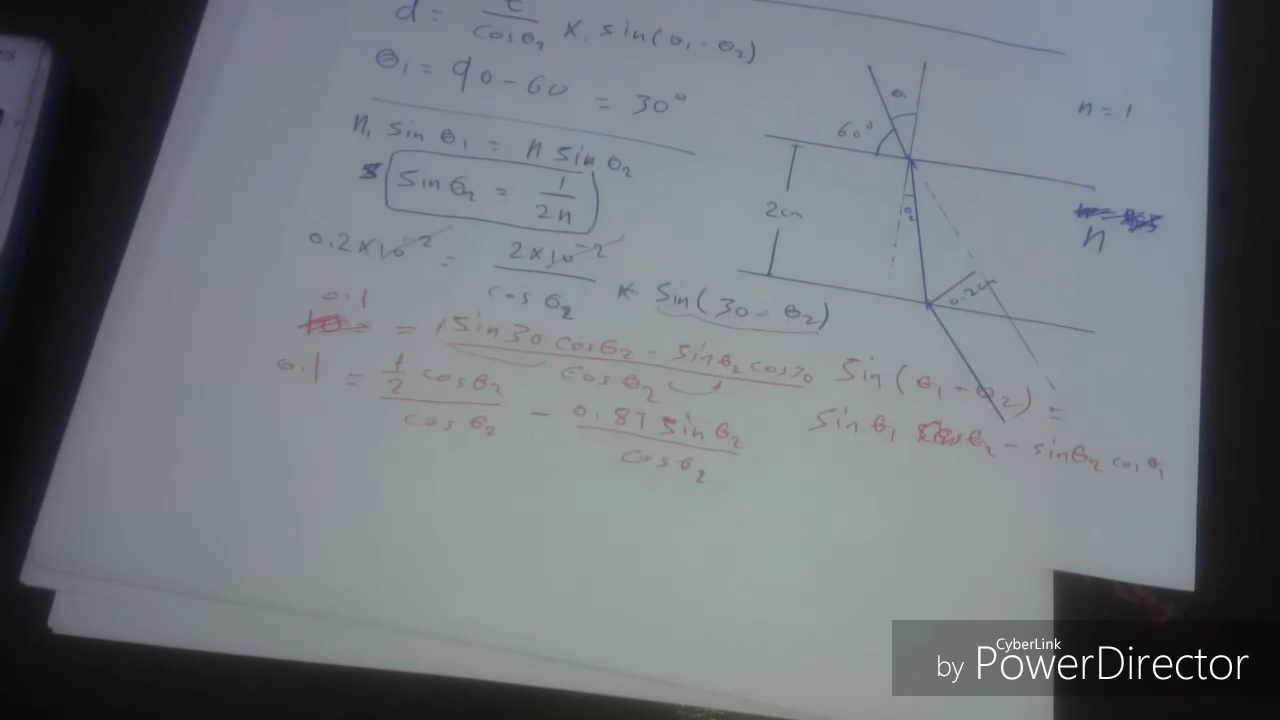 d = t/cosθ₂ × sin(θ₁ - θ₂)
θ₁ = 90 - 60 = 30°
n₁ sin θ₁ = n sin θ₂
sin θ₂ = 1/2n
0.2 × 10⁻² = 2 × 10⁻²/cos θ₂ * sin(30 - θ₂)
0.1 = sin 30 cos θ₂ - sin θ₂ cos 30/cos θ₂
0.1 = 1/2 cos θ₂/cos θ₂ - 0.87 sin θ₂/cos θ₂
sin(θ₁ - θ₂) =
sin θ₁ cos θ₂ - sin θ₂ cos θ₁
θ₁
60°
n = 1
2cm
θ₂
n
0.2c
CyberLink
by PowerDirector